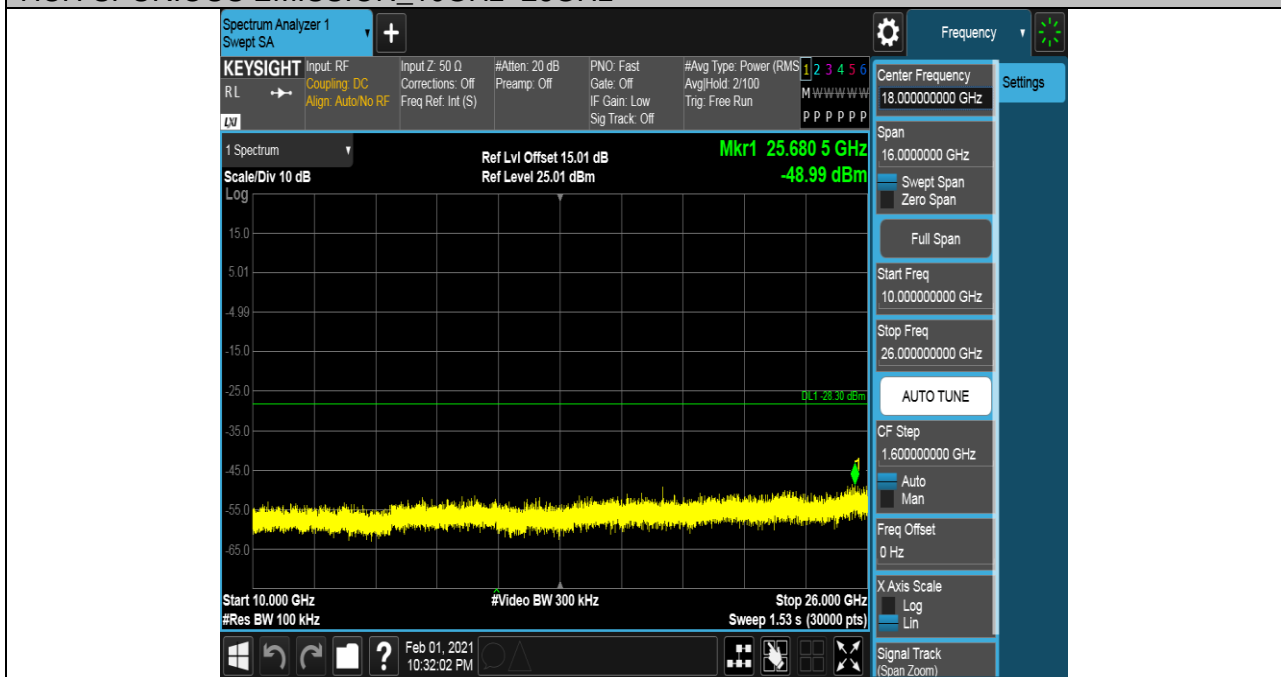 Spectrum Analyzer 1
Swept SA
+
Frequency
KEYSIGHT
RL
LXI
Input: RF
Coupling: DC
Align: Auto/No RF
Input Z: 50 Ω
Corrections: Off
Freq Ref: Int (S)
#Atten: 20 dB
Preamp: Off
PNO: Fast
Gate: Off
IF Gain: Low
Sig Track: Off
#Avg Type: Power (RMS
Avg|Hold: 2/100
Trig: Free Run
1 2 3 4 5 6
M W W W W W
P P P P P P
Center Frequency
18.000000000 GHz
Settings
Span
16.0000000 GHz
Swept Span
Zero Span
Full Span
Start Freq
10.000000000 GHz
Stop Freq
26.000000000 GHz
AUTO TUNE
CF Step
1.600000000 GHz
Auto
Man
Freq Offset
0 Hz
X Axis Scale
Log
Lin
Signal Track
(Span Zoom)
1 Spectrum
Scale/Div 10 dB
Ref Lvl Offset 15.01 dB
Ref Level 25.01 dBm
Mkr1 25.680 5 GHz
-48.99 dBm
Log
15.0
5.01
-4.99
-15.0
-25.0
DL1 -28.30 dBm
-35.0
-45.0
1
-55.0
-65.0
Start 10.000 GHz
#Video BW 300 kHz
Stop 26.000 GHz
#Res BW 100 kHz
Sweep 1.53 s (30000 pts)
?
Feb 01, 2021
10:32:02 PM